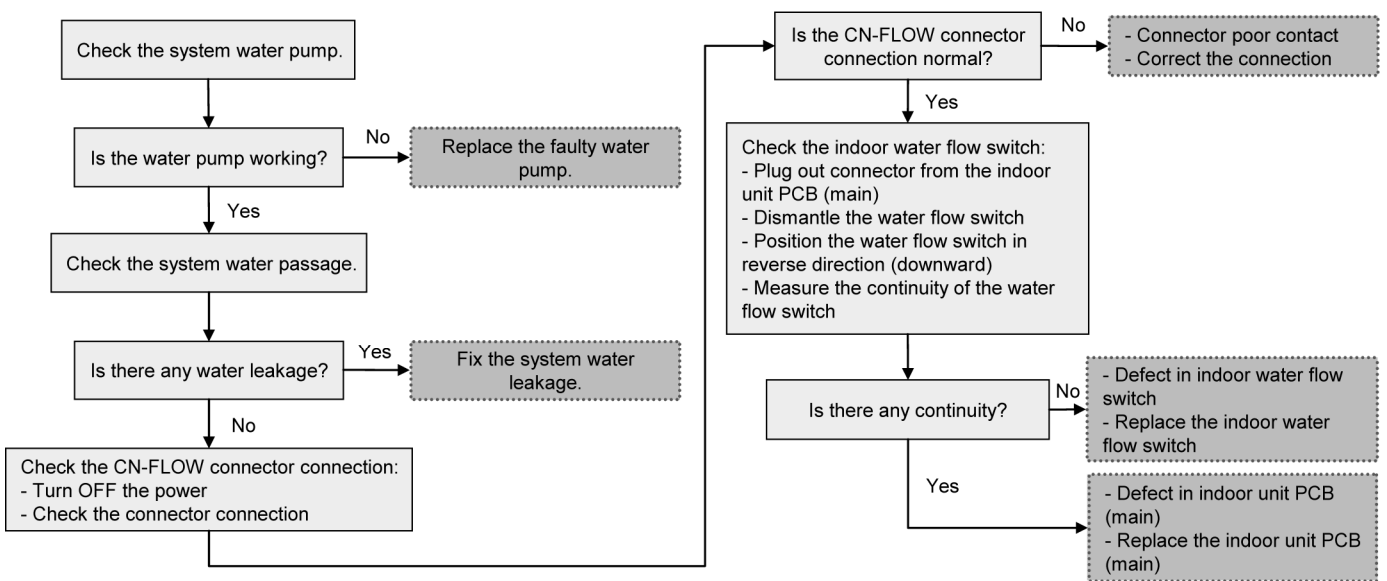 Check the system water pump.
Is the water pump working?
No
Replace the faulty water
pump.
Yes
Check the system water passage.
Is there any water leakage?
Yes
Fix the system water
leakage.
No
Check the CN-FLOW connector connection:
- Turn OFF the power
- Check the connector connection
Is the CN-FLOW connector
connection normal?
No
- Connector poor contact
- Correct the connection
Yes
Check the indoor water flow switch:
- Plug out connector from the indoor
unit PCB (main)
- Dismantle the water flow switch
- Position the water flow switch in
reverse direction (downward)
- Measure the continuity of the water
flow switch
Is there any continuity?
No
- Defect in indoor water flow
switch
- Replace the indoor water
flow switch
Yes
- Defect in indoor unit PCB
(main)
- Replace the indoor unit PCB
(main)